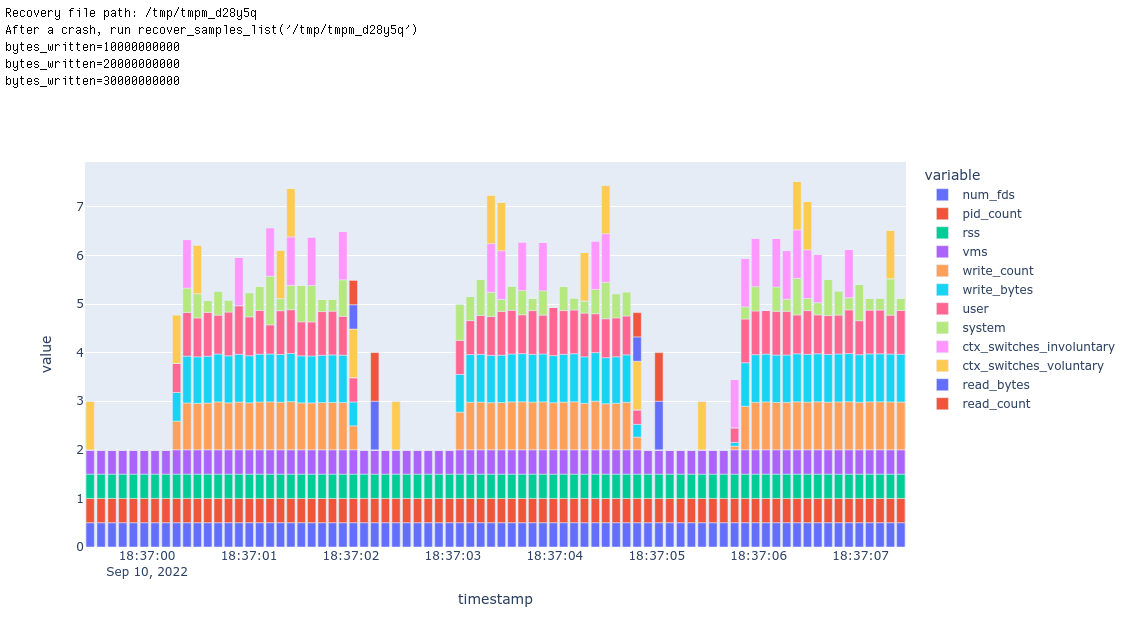 Recovery file path: /tmp/tmpm_d28y5q
After a crash, run recover_samples_list('/tmp/tmpm_d28y5q')
bytes_written=10000000000
bytes_written=20000000000
bytes_written=30000000000
variable
num_fds
pid_count
rss
vms
write_count
write_bytes
user
system
ctx_switches_involuntary
ctx_switches_voluntary
read_bytes
read_count
value
7
6
5
4
3
2
1
0
18:37:00 18:37:01 18:37:02 18:37:03 18:37:04 18:37:05 18:37:06 18:37:07
Sep 10, 2022
timestamp